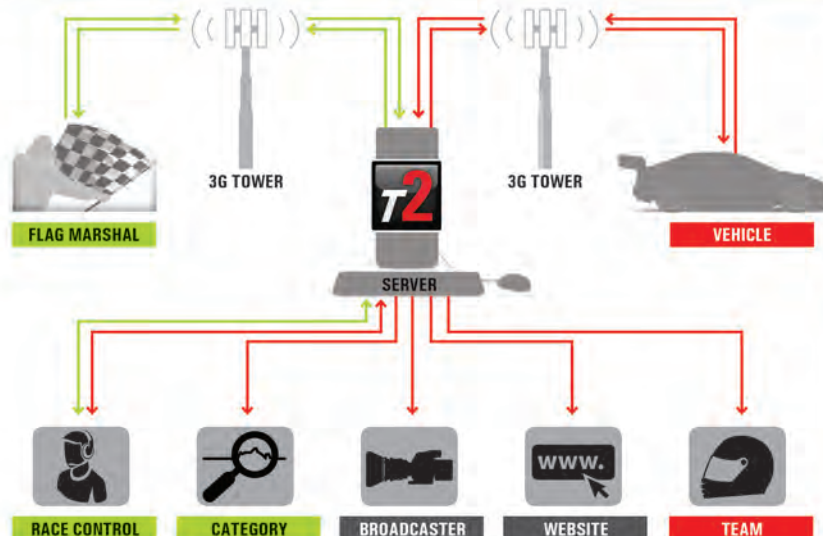 3G TOWER
3G TOWER
T2
FLAG MARSHAL
VEHICLE
SERVER
www.
RACE CONTROL
CATEGORY
BROADCASTER
WEBSITE
TEAM